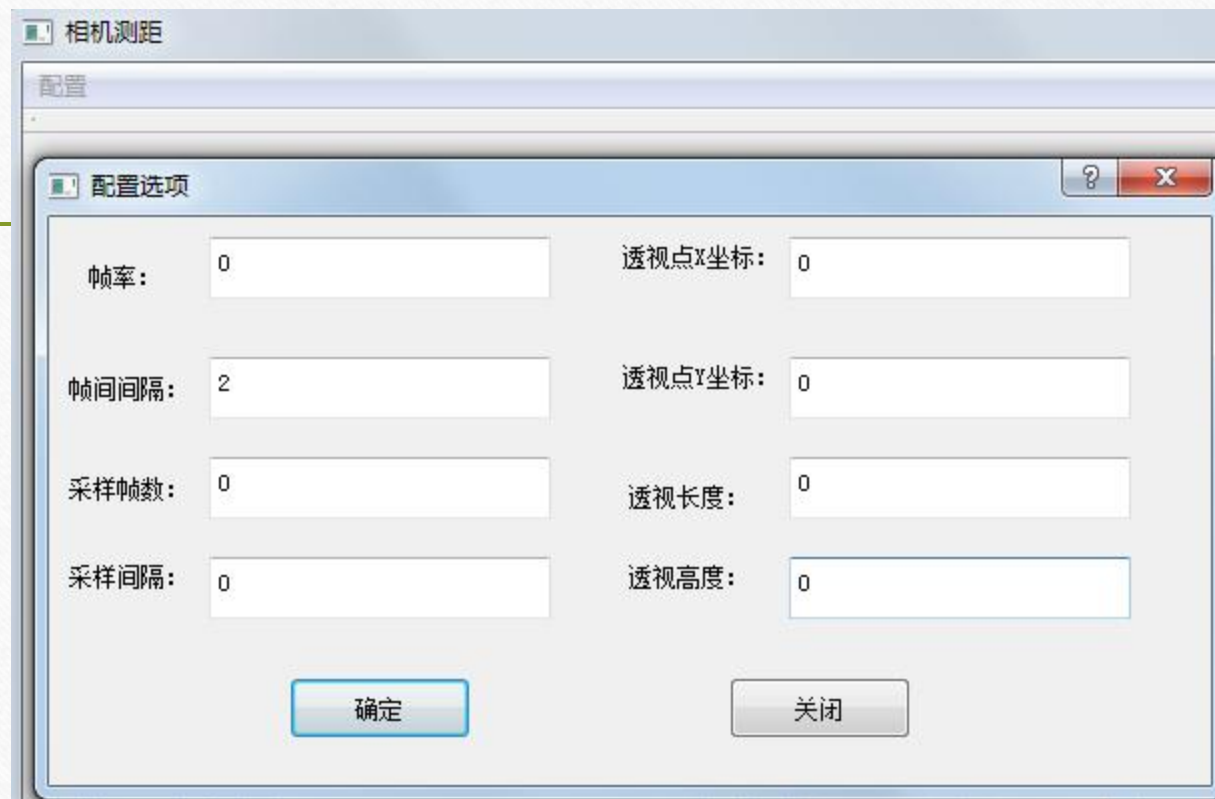 相机测距
配置
配置选项
帧率： 0 透视点X坐标： 0
帧间间隔： 2 透视点Y坐标： 0
采样帧数： 0 透视长度： 0
采样间隔： 0 透视高度： 0
确定 关闭